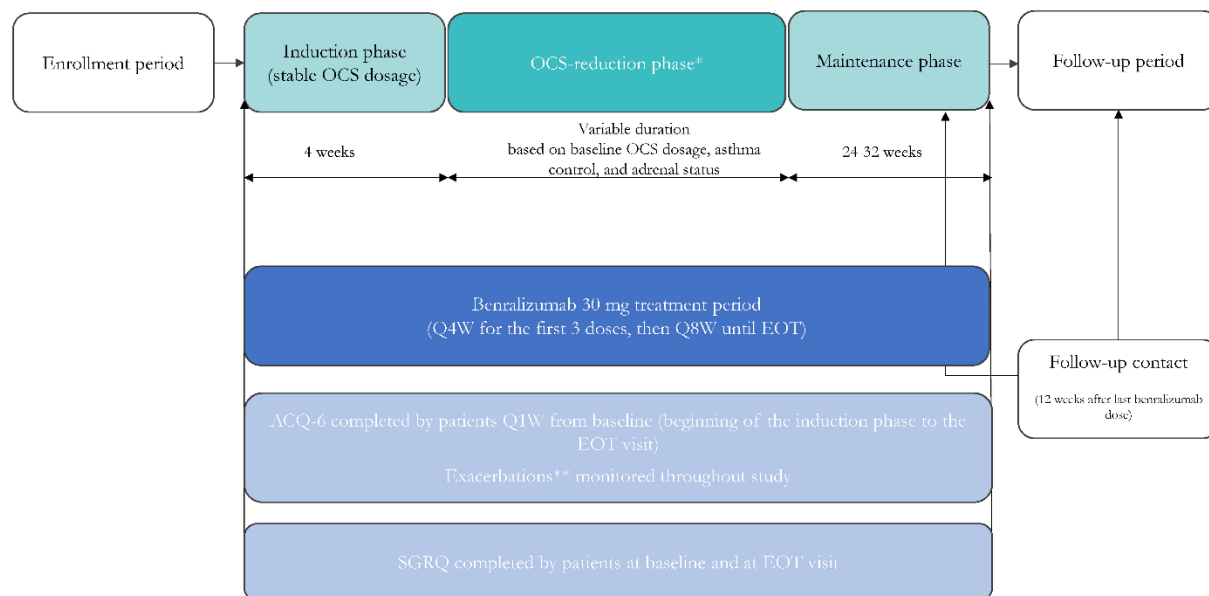 Enrollment period
Induction phase
(stable OCS dosage)
OCS-reduction phase*
Maintenance phase
Follow-up period
4 weeks
Variable duration
based on baseline OCS dosage, asthma
control, and adrenal status
24-32 weeks
Benralizumab 30 mg treatment period
(Q4W for the first 3 doses, then Q8W until EOT)
Follow-up contact
(12 weeks after last benralizumab
dose)
ACQ-6 completed by patients Q1W from baseline (beginning of the induction phase to the
EOT visit)
Exacerbations** monitored throughout study
SGRQ completed by patients at baseline and at EOT visit